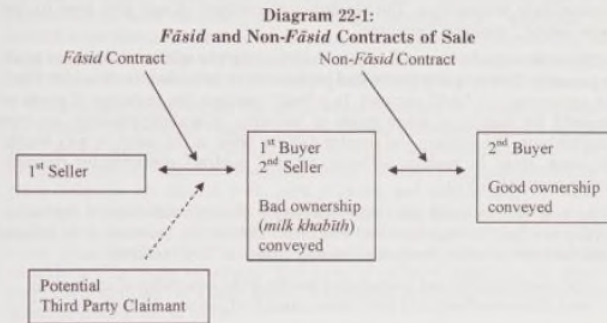 Diagram 22-1:
Fāsid and Non-Fāsid Contracts of Sale
Fāsid Contract
Non-Fāsid Contract
1st Seller
1st Buyer
2nd Seller
Bad ownership
(milk khabīth)
conveyed
2nd Buyer
Good ownership
conveyed
Potential
Third Party Claimant